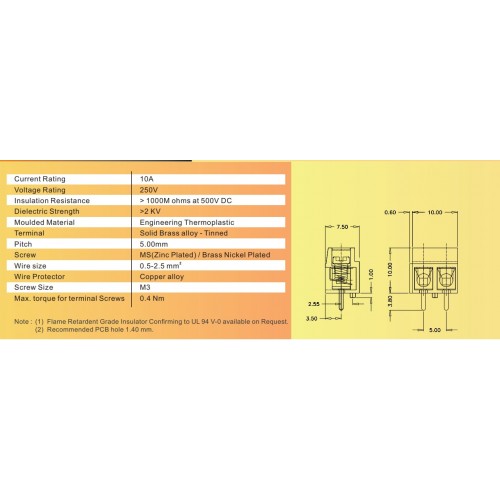 Current Rating 10A
Voltage Rating 250V
Insulation Resistance > 1000M ohms at 500V DC
Dielectric Strength >2 KV
Moulded Material Engineering Thermoplastic
Terminal Solid Brass alloy - Tinned
Pitch 5.00mm
Screw MS(Zinc Plated) / Brass Nickel Plated
Wire size 0.5-2.5 mm²
Wire Protector Copper alloy
Screw Size M3
Max. torque for terminal Screws 0.4 Nm
Note : (1) Flame Retardent Grade Insulator Confirming to UL 94 V-0 available on Request.
(2) Recommended PCB hole 1.40 mm.
0.60 10.00
7.50
1.00
10.00
2.55
3.80
3.50
5.00